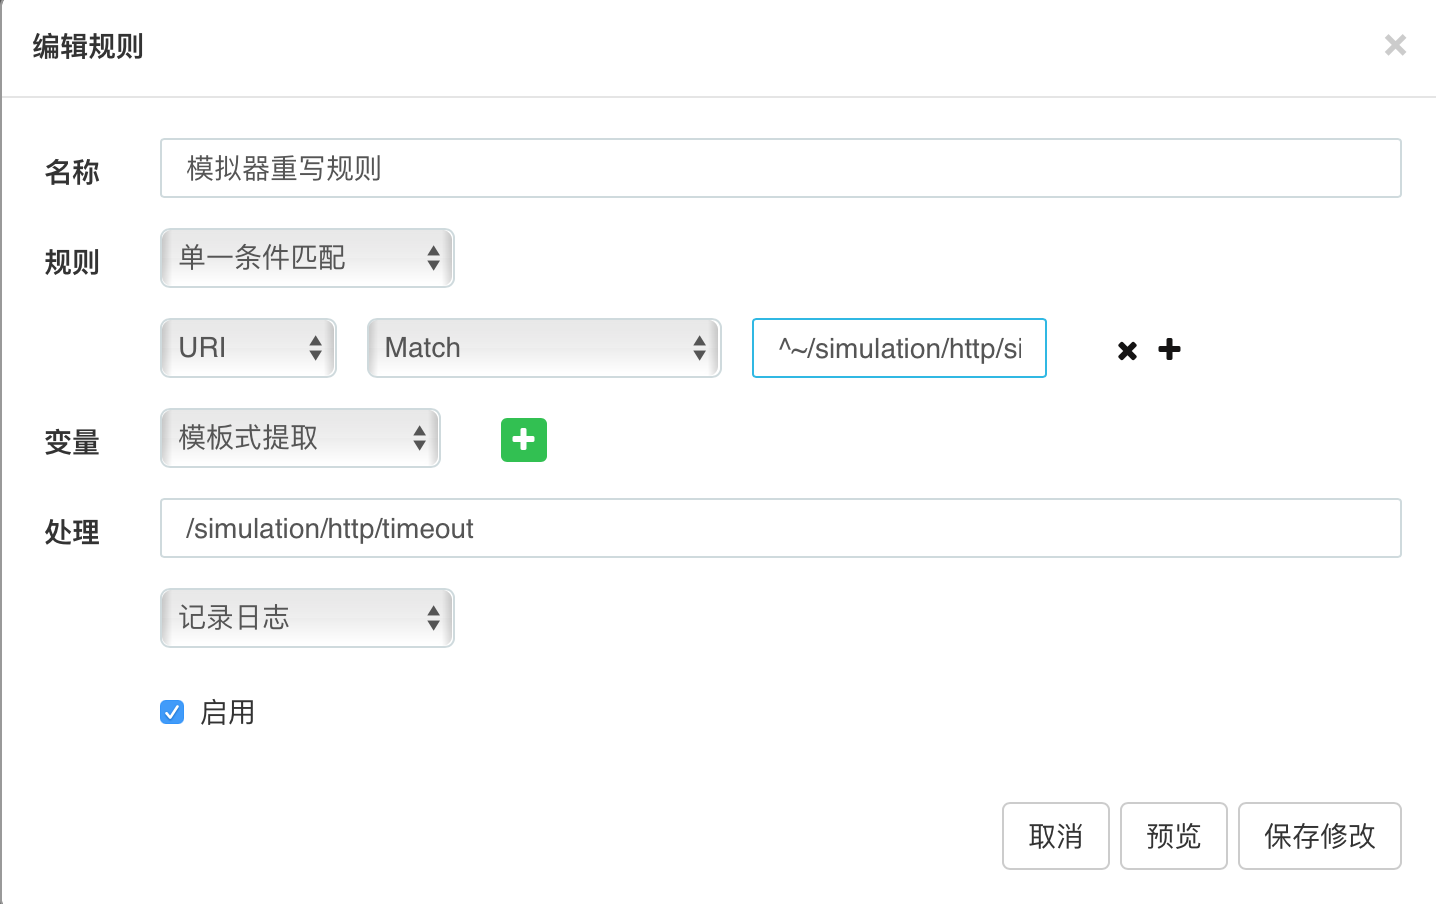 编辑规则
名称 模拟器重写规则
规则 单一条件匹配
URI Match ^~/simulation/http/si
变量 模板式提取
处理 /simulation/http/timeout
记录日志
启用
取消 预览 保存修改